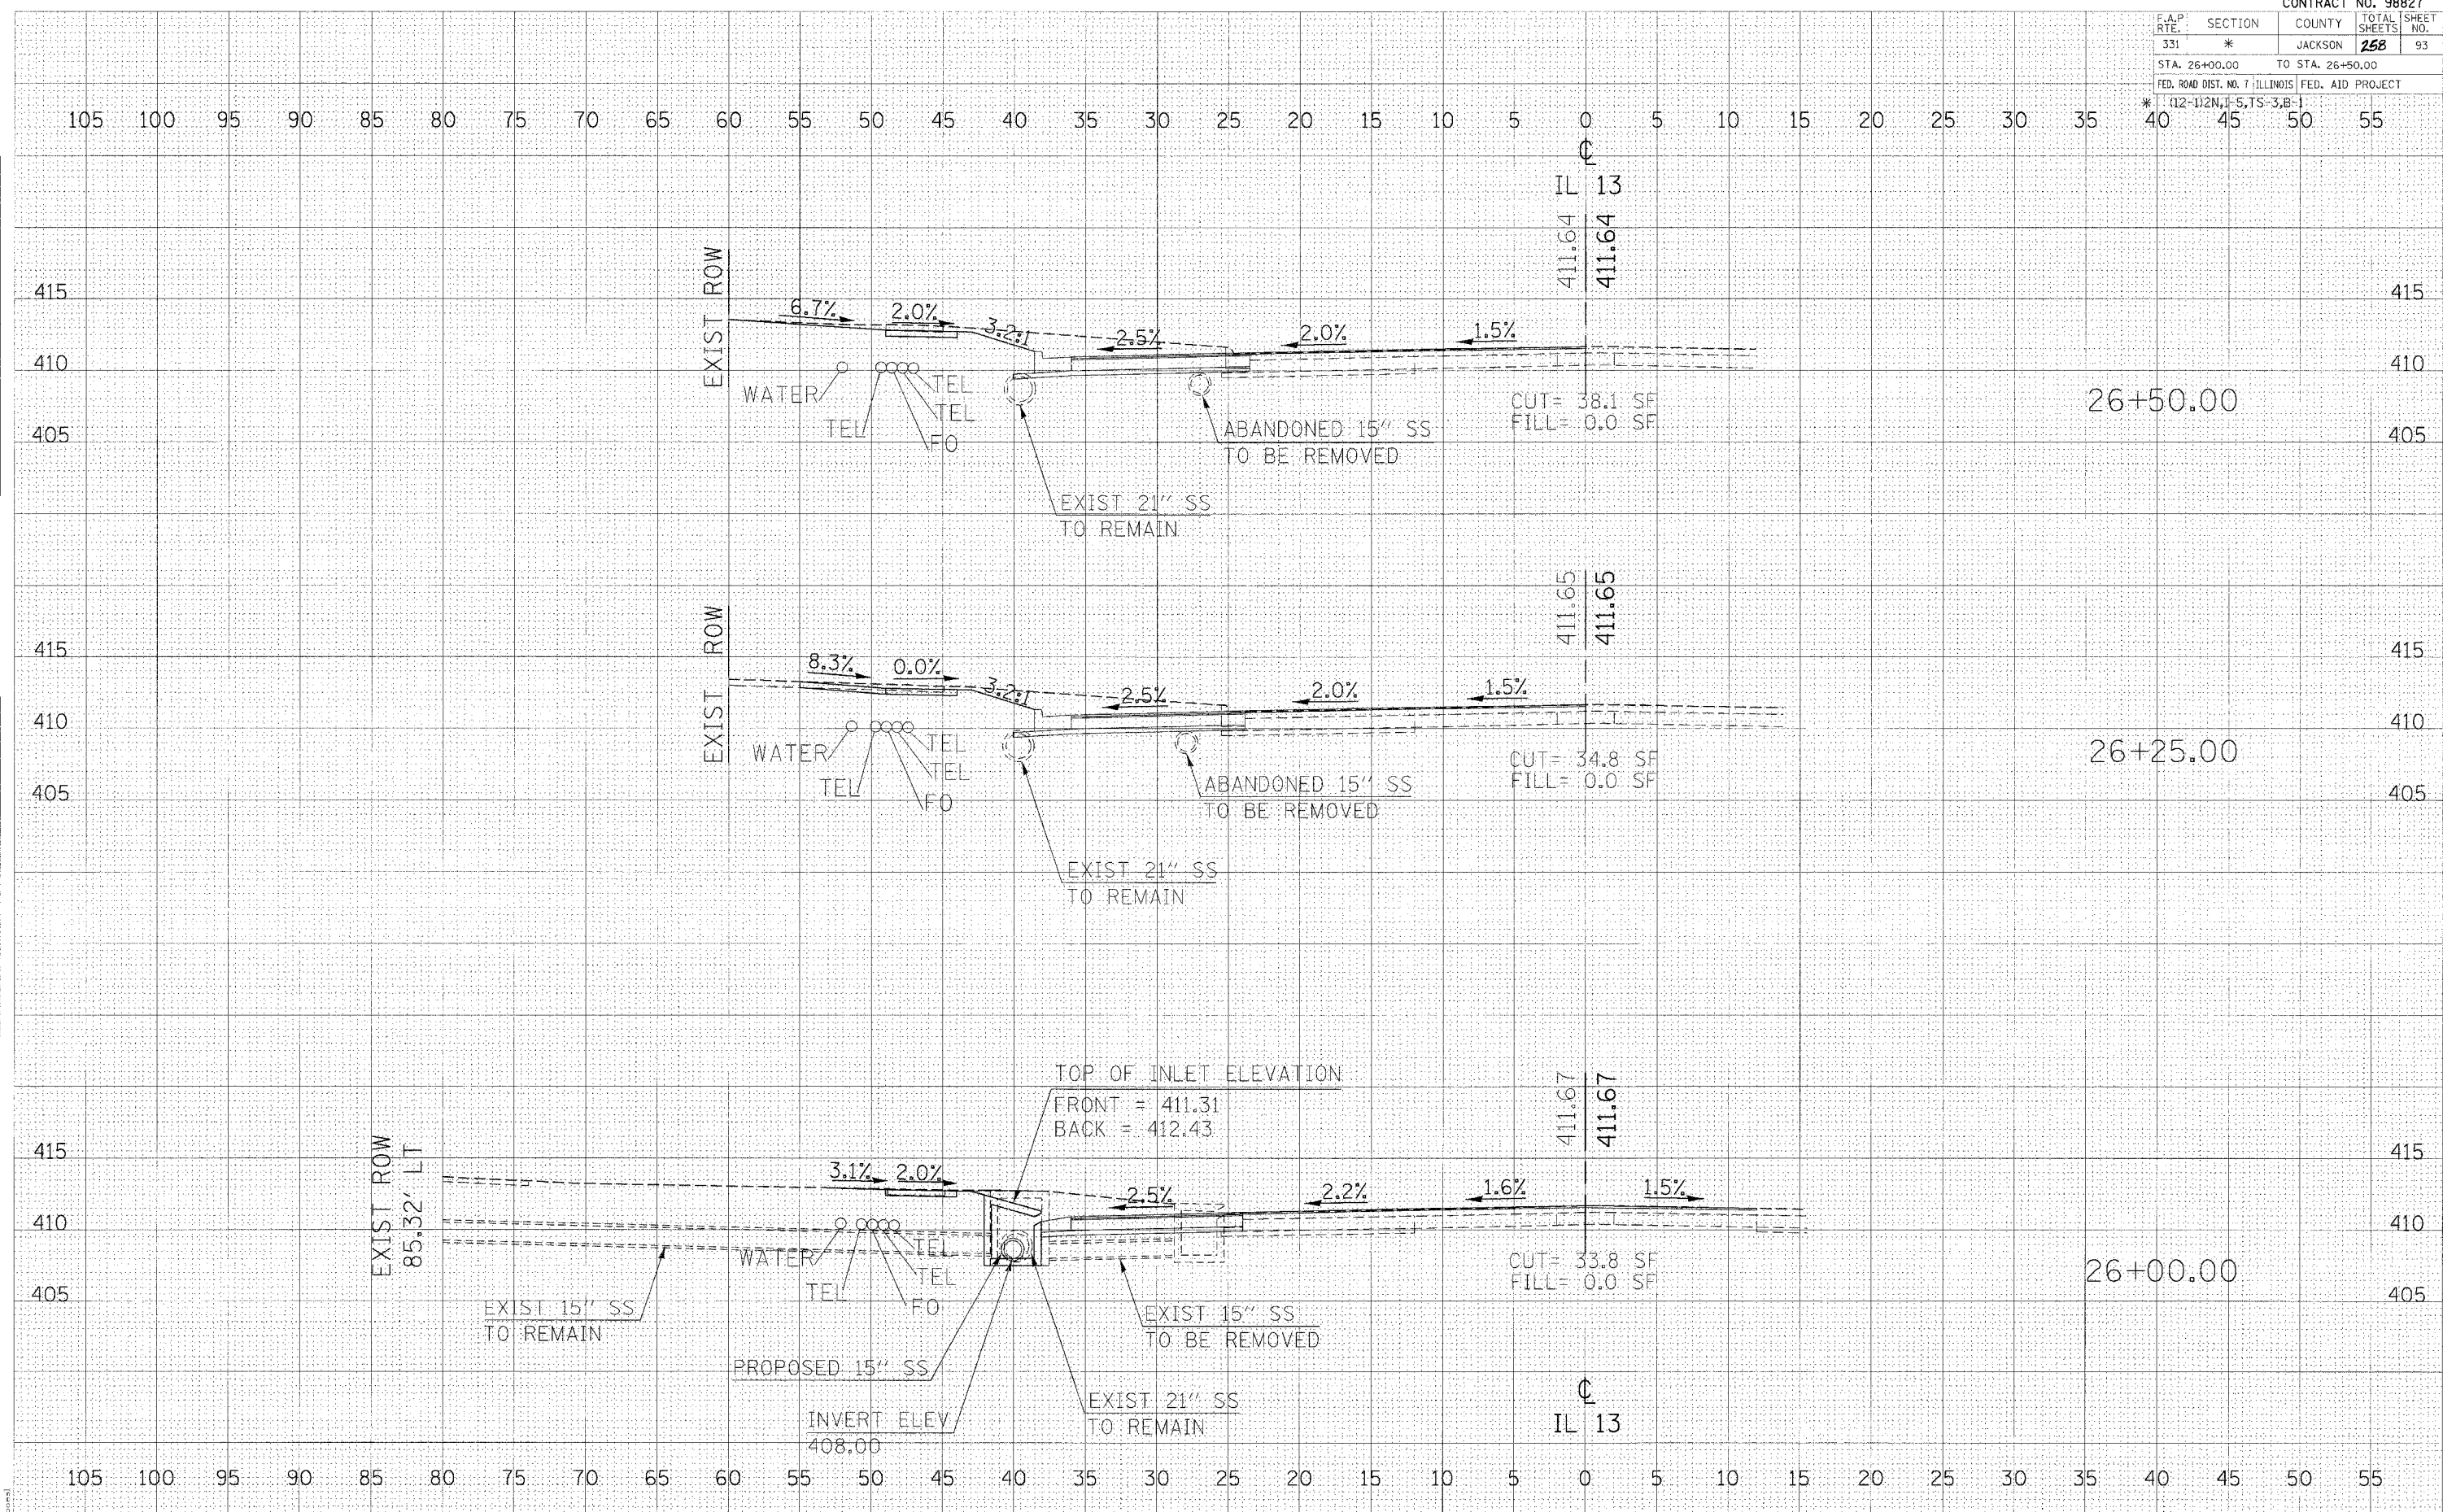 CONTRACT NO. 98827
F.A.P. RTE. SECTION COUNTY TOTAL SHEETS SHEET NO.
331 * JACKSON 258 93
STA. 26+00.00 TO STA. 26+50.00
FED. ROAD DIST. NO. 7 ILLINOIS FED. AID PROJECT
* (12-1)2N,I-5,TS-3,B-1
105 100 95 90 85 80 75 70 65 60 55 50 45 40 35 30 25 20 15 10 5 0 5 10 15 20 25 30 35 40 45 50 55
℄
IL 13
411.64 411.64
EXIST ROW
415 415
6.7% 2.0% 3.2:1 2.5% 2.0% 1.5%
410 410
WATER TEL
TEL
TEL FO
CUT= 38.1 SF
FILL= 0.0 SF
26+50.00
405 405
ABANDONED 15" SS
TO BE REMOVED
EXIST 21" SS
TO REMAIN
411.65 411.65
EXIST ROW
415 415
8.3% 0.0% 3.2:1 2.5% 2.0% 1.5%
410 410
WATER TEL
TEL
TEL FO
CUT= 34.8 SF
FILL= 0.0 SF
26+25.00
405 405
ABANDONED 15" SS
TO BE REMOVED
EXIST 21" SS
TO REMAIN
TOP OF INLET ELEVATION
FRONT = 411.31
BACK = 412.43
411.67 411.67
EXIST ROW
85.32' LT
415 415
3.1% 2.0% 2.5% 2.2% 1.6% 1.5%
410 410
WATER TEL
TEL
TEL FO
CUT= 33.8 SF
FILL= 0.0 SF
26+00.00
405 405
EXIST 15" SS
TO REMAIN
EXIST 15" SS
TO BE REMOVED
PROPOSED 15" SS
EXIST 21" SS
TO REMAIN
INVERT ELEV
408.00
℄
IL 13
105 100 95 90 85 80 75 70 65 60 55 50 45 40 35 30 25 20 15 10 5 0 5 10 15 20 25 30 35 40 45 50 55